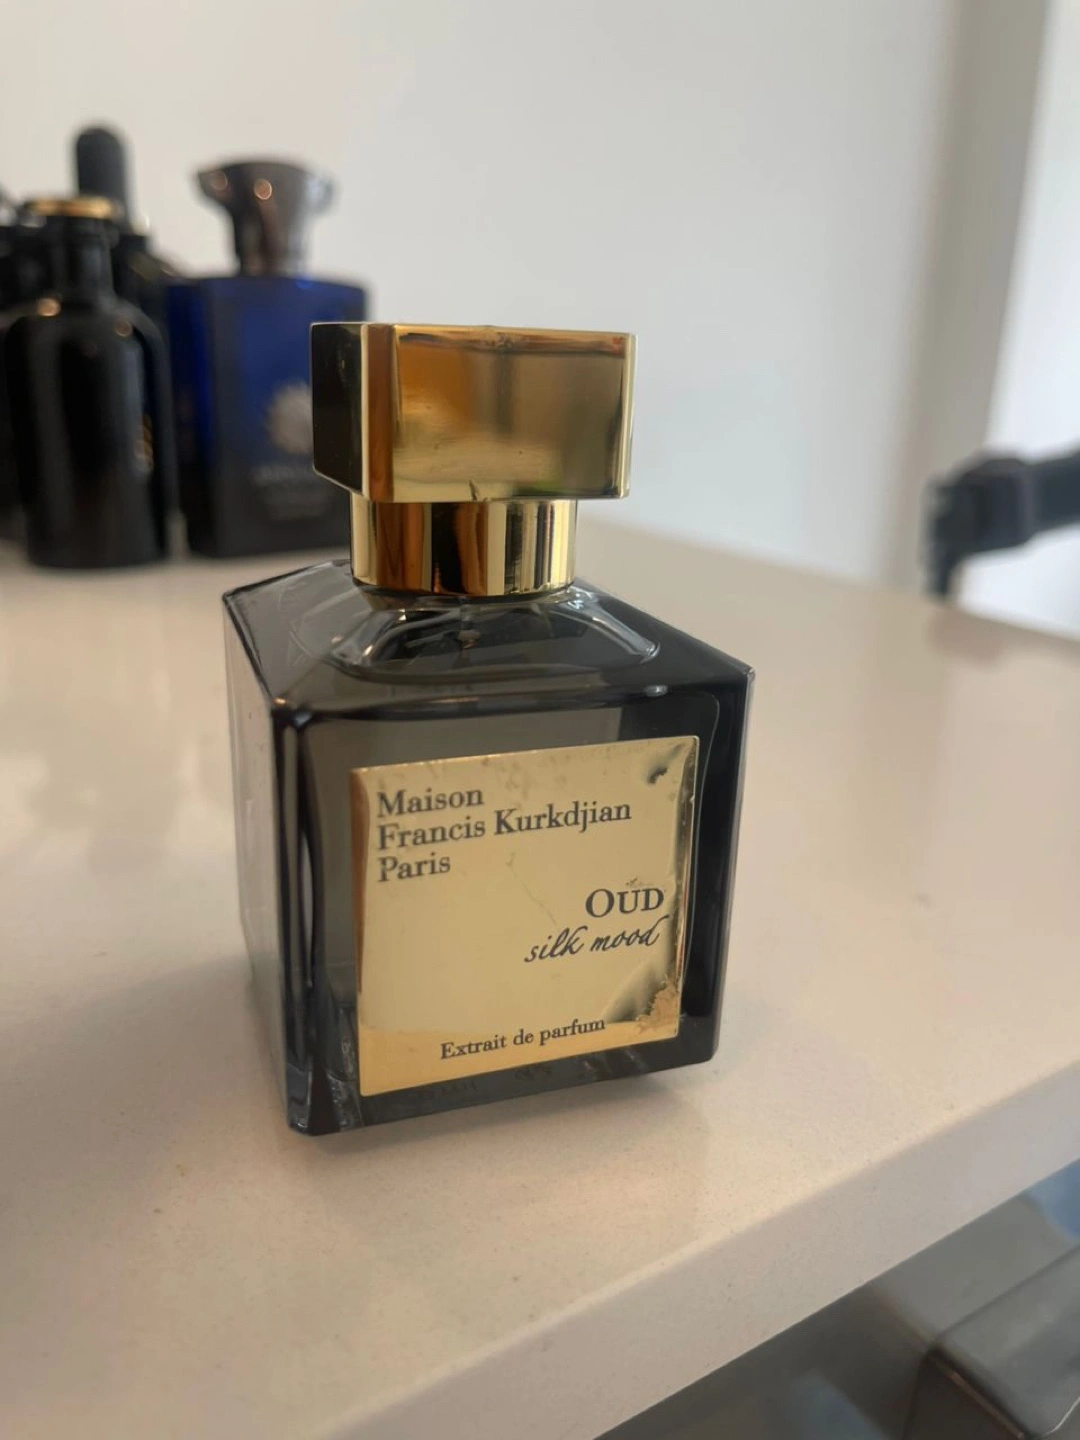 Maison
Francis Kurkdjian
Paris
OUD
silk mood
Extrait de parfum